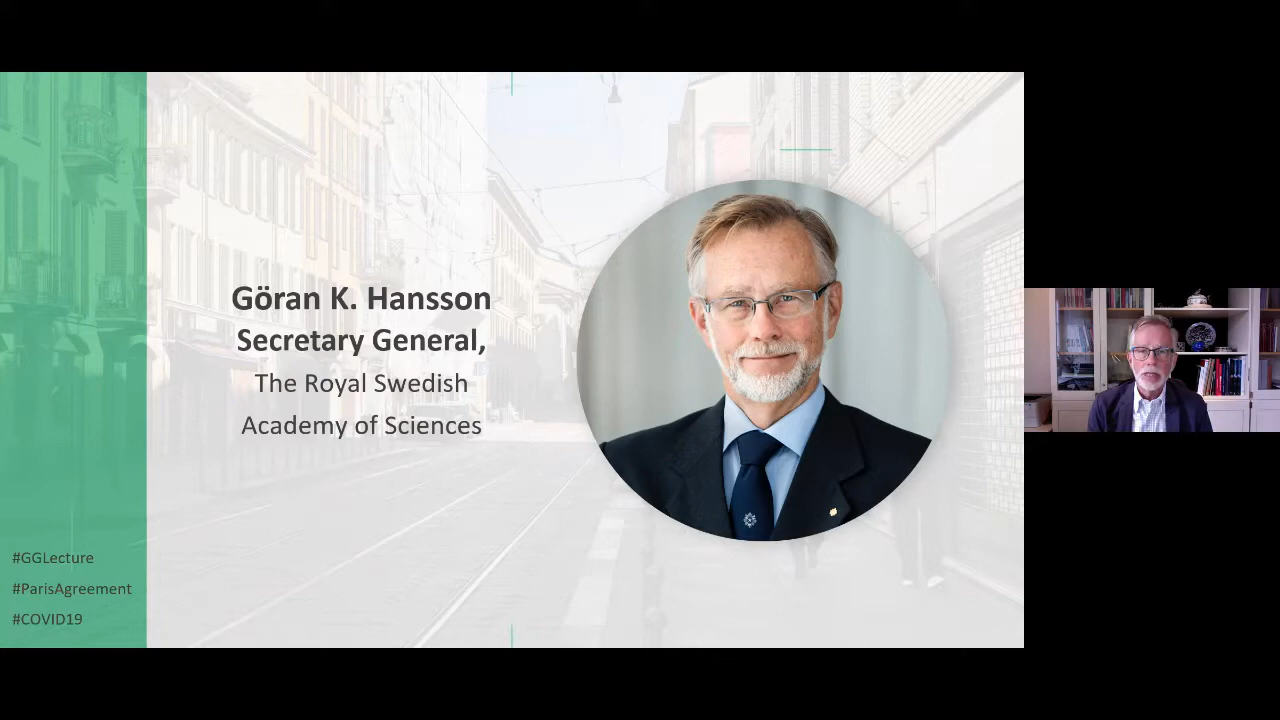 Göran K. Hansson
Secretary General,
The Royal Swedish
Academy of Sciences
#GGLecture
#ParisAgreement
#COVID19